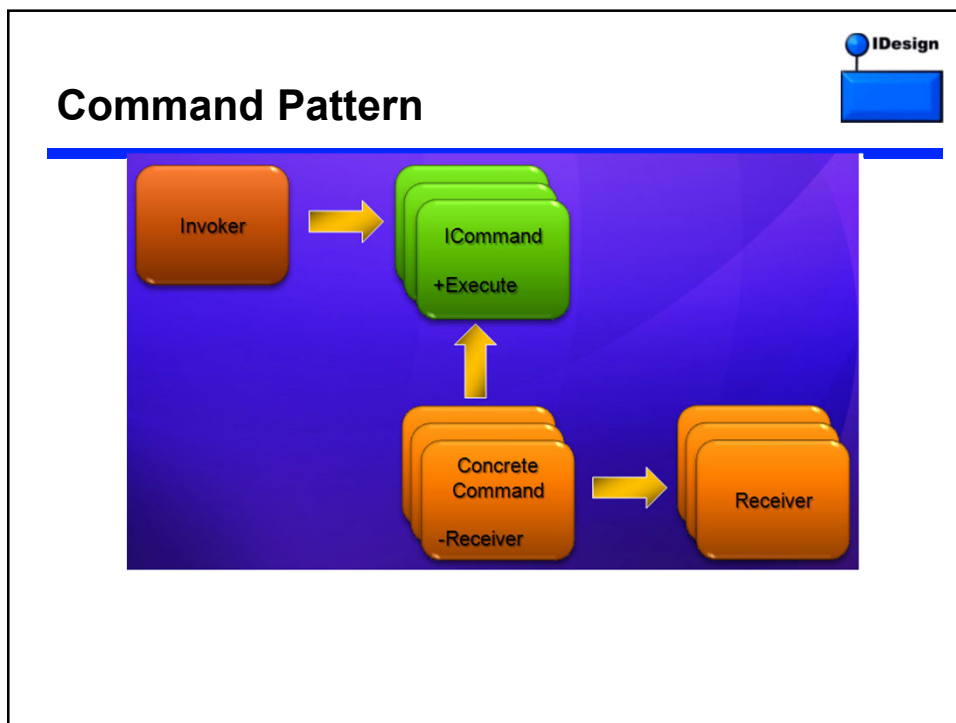 IDesign
Command Pattern
Invoker
ICommand
+Execute
Concrete
Command
-Receiver
Receiver